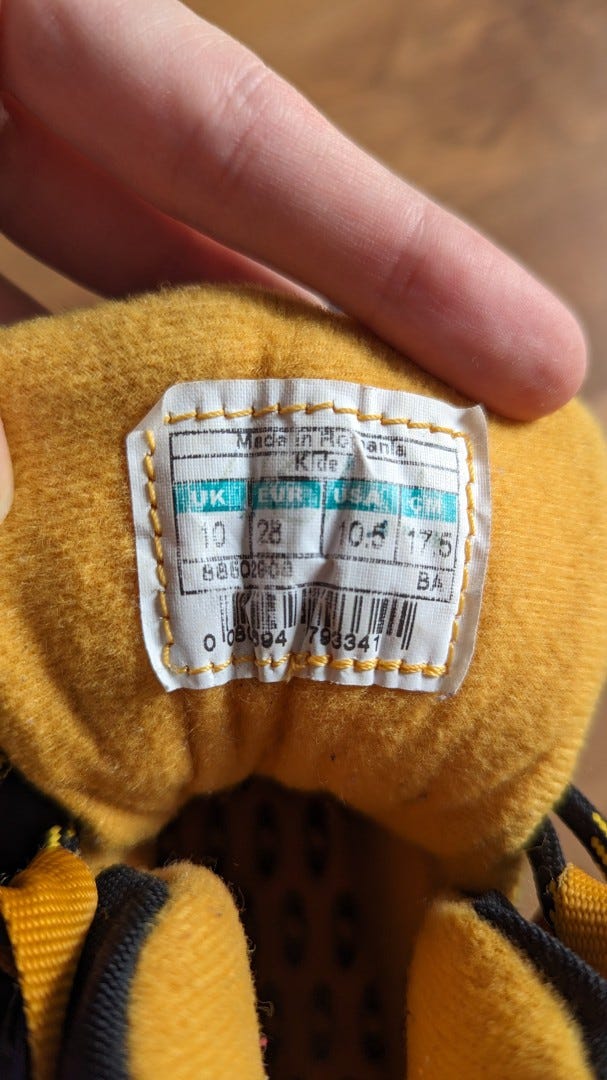 Made in Romania
Kids
UK EUR USA CM
10 28 10.5 17.5
BA
793341